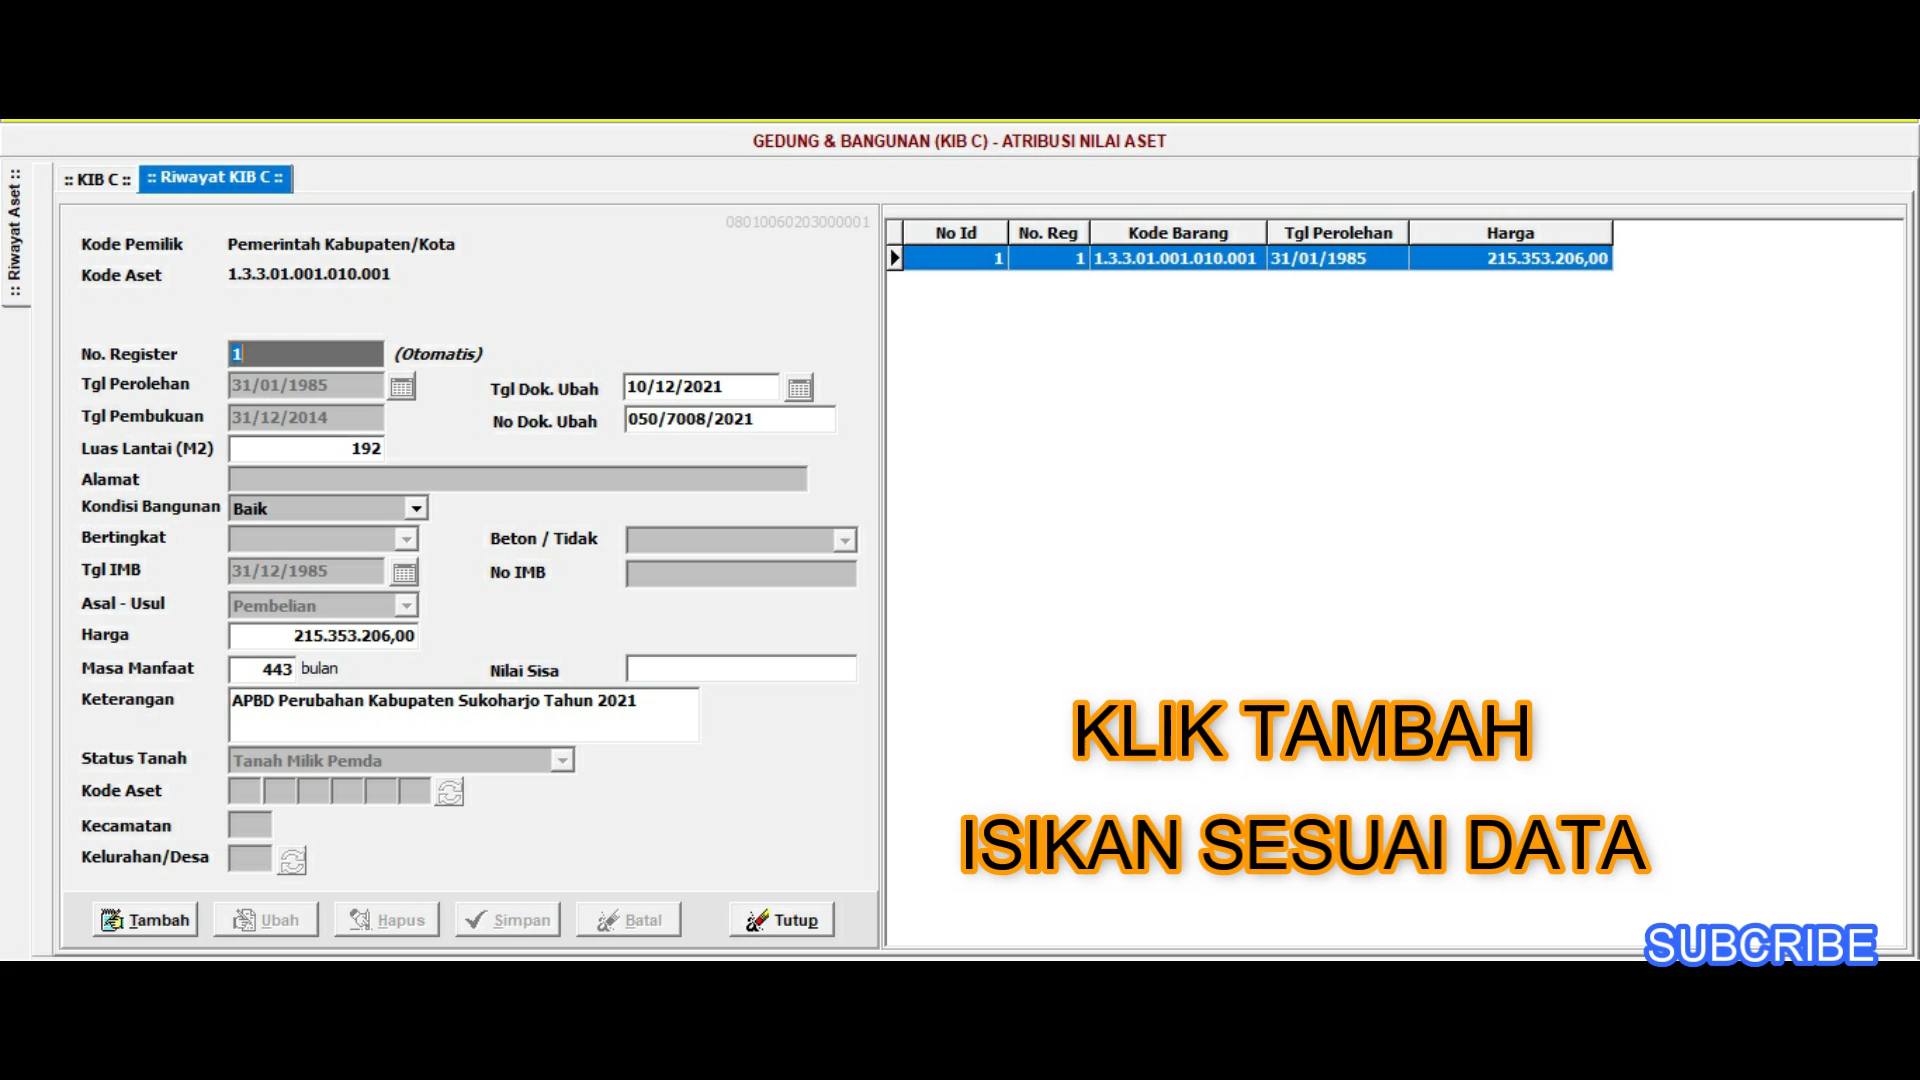 GEDUNG & BANGUNAN (KIB C) - ATRIBUSI NILAI ASET
:: Riwayat Aset ::
:: KIB C ::
:: Riwayat KIB C ::
08010060203000001
Kode Pemilik Pemerintah Kabupaten/Kota
Kode Aset 1.3.3.01.001.010.001
No. Register 1 (Otomatis)
Tgl Perolehan 31/01/1985 Tgl Dok. Ubah 10/12/2021
Tgl Pembukuan 31/12/2014 No Dok. Ubah 050/7008/2021
Luas Lantai (M2) 192
Alamat
Kondisi Bangunan Baik
Bertingkat Beton / Tidak
Tgl IMB 31/12/1985 No IMB
Asal - Usul Pembelian
Harga 215.353.206,00
Masa Manfaat 443 bulan Nilai Sisa
Keterangan APBD Perubahan Kabupaten Sukoharjo Tahun 2021
Status Tanah Tanah Milik Pemda
Kode Aset
Kecamatan
Kelurahan/Desa
Tambah Ubah Hapus Simpan Batal Tutup
No Id No. Reg Kode Barang Tgl Perolehan Harga
1 1 1.3.3.01.001.010.001 31/01/1985 215.353.206,00
KLIK TAMBAH
ISIKAN SESUAI DATA
SUBCRIBE